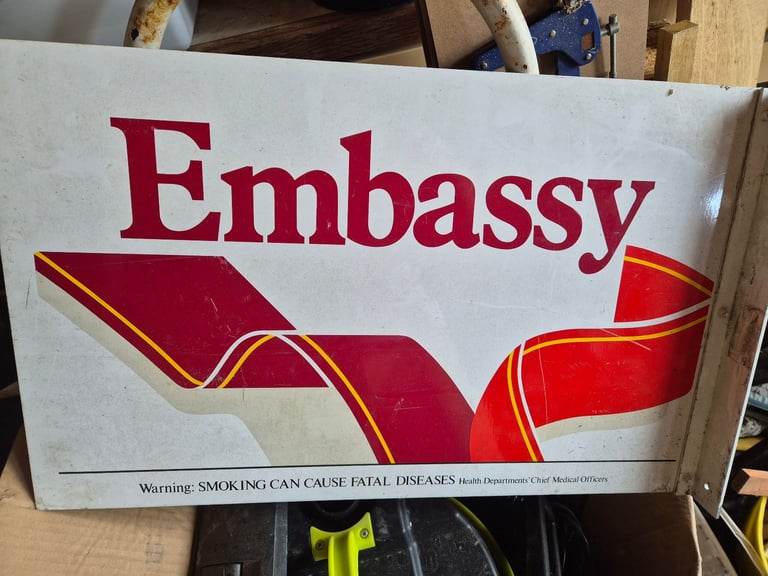 Embassy
Warning: SMOKING CAN CAUSE FATAL DISEASES Health Departments' Chief Medical Officers